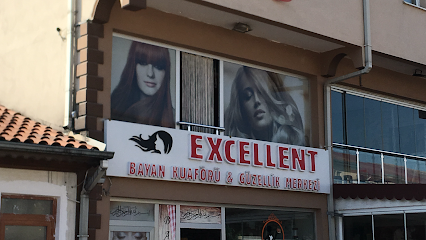 EXCELLENT
BAYAN KUAFÖRÜ & GÜZELLİK MERKEZİ